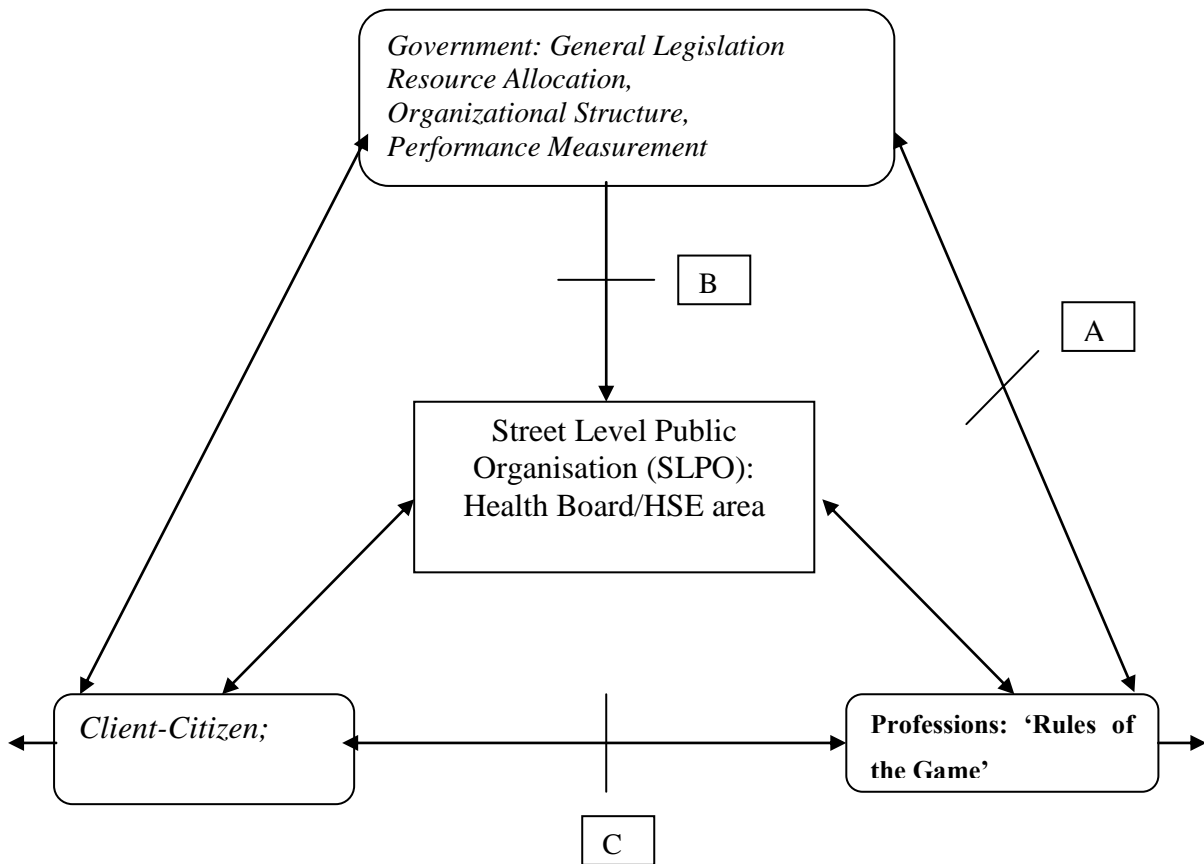 Government: General Legislation
Resource Allocation,
Organizational Structure,
Performance Measurement
B
A
Street Level Public
Organisation (SLPO):
Health Board/HSE area
Client-Citizen;
Professions: ‘Rules of
the Game’
C